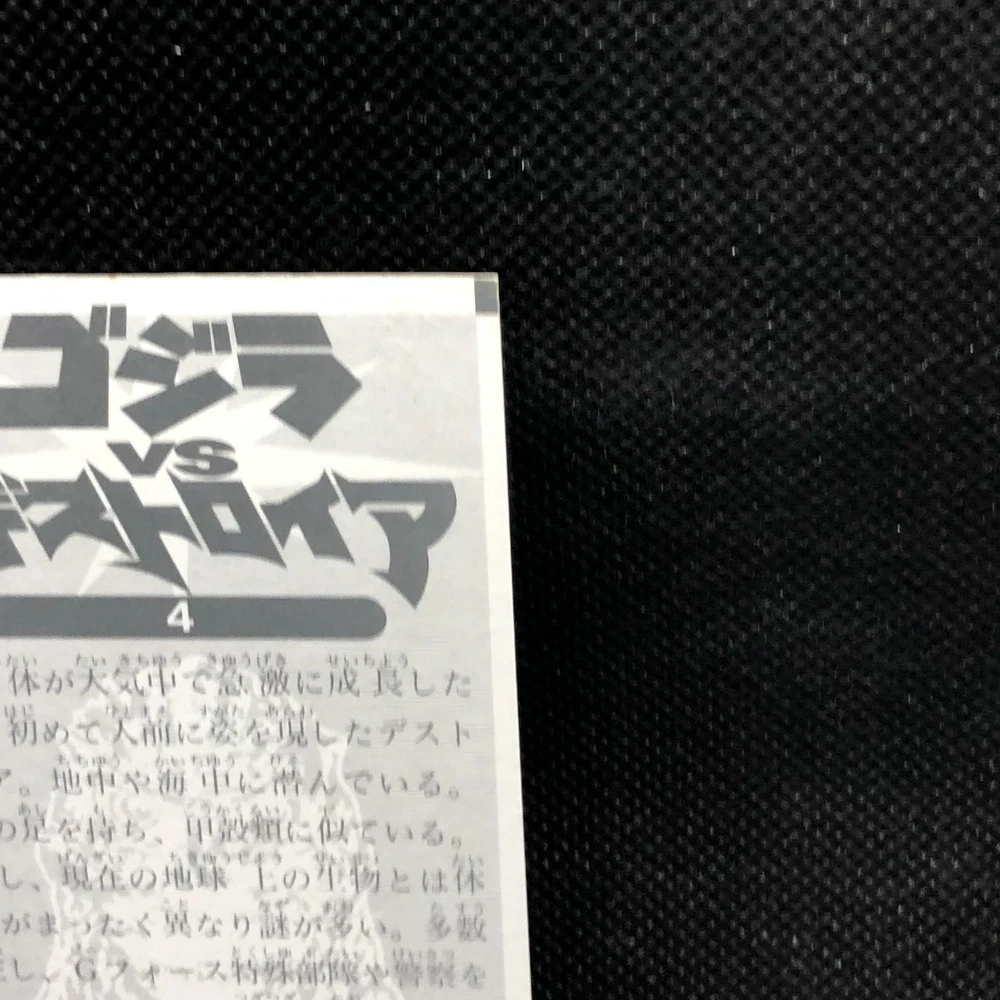 ゴジラ
VS
デストロイア
4
体が大気中で急激に成長した
初めて人前に姿を現したデスト
ア。地中や海中に潜んでいる。
の足を持ち、甲殻類に似ている。
し、現在の地球上の生物とは体
がまったく異なり謎が多い。多数
し、Gフォース特殊部隊や警察を